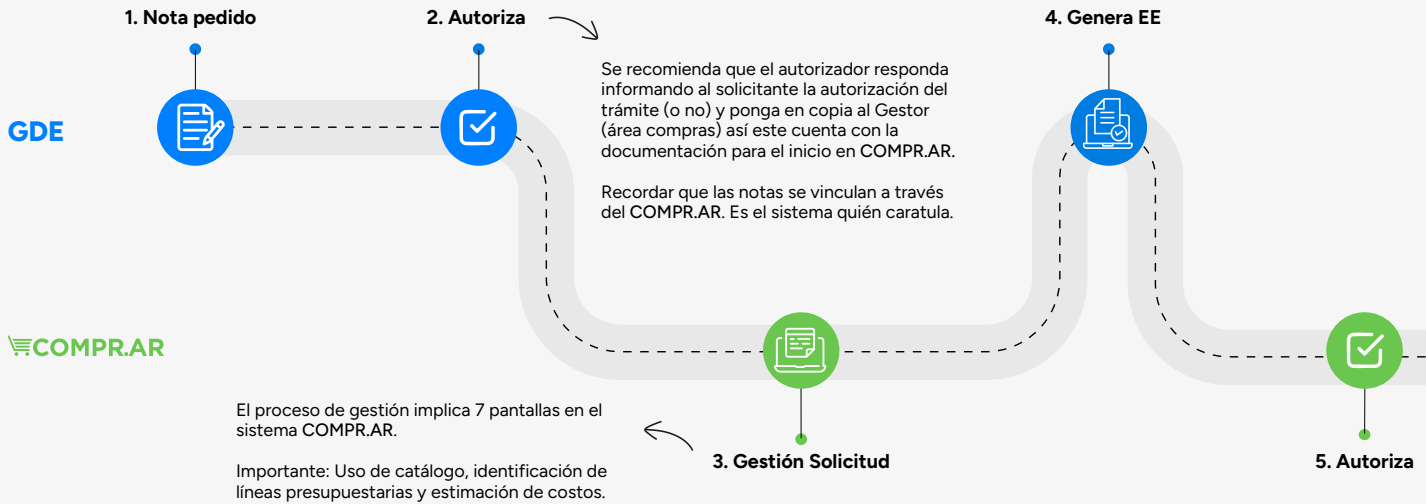 1. Nota pedido
2. Autoriza
4. Genera EE
Se recomienda que el autorizador responda
informando al solicitante la autorización del
trámite (o no) y ponga en copia al Gestor
(área compras) así este cuenta con la
documentación para el inicio en COMPR.AR.
Recordar que las notas se vinculan a través
del COMPR.AR. Es el sistema quién caratula.
GDE
COMPR.AR
El proceso de gestión implica 7 pantallas en el
sistema COMPR.AR.
Importante: Uso de catálogo, identificación de
líneas presupuestarias y estimación de costos.
3. Gestión Solicitud
5. Autoriza